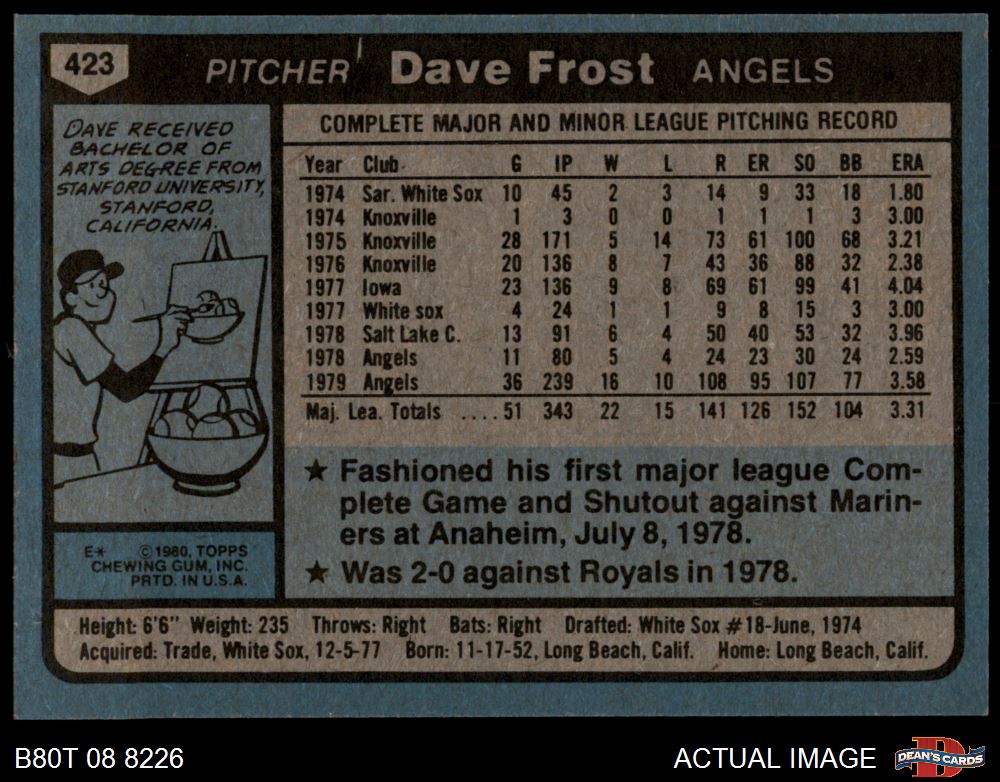 423
PITCHER Dave Frost ANGELS
DAVE RECEIVED
BACHELOR OF
ARTS DEGREE FROM
STANFORD UNIVERSITY,
STANFORD,
CALIFORNIA.
COMPLETE MAJOR AND MINOR LEAGUE PITCHING RECORD
Year Club G IP W L R ER SO BB ERA
1974 Sar. White Sox 10 45 2 3 14 9 33 18 1.80
1974 Knoxville 1 3 0 0 1 1 1 3 3.00
1975 Knoxville 28 171 5 14 73 61 100 68 3.21
1976 Knoxville 20 136 8 7 43 36 88 32 2.38
1977 Iowa 23 136 9 8 69 61 99 41 4.04
1977 White sox 4 24 1 1 9 8 15 3 3.00
1978 Salt Lake C. 13 91 6 4 50 40 53 32 3.96
1978 Angels 11 80 5 4 24 23 30 24 2.59
1979 Angels 36 239 16 10 108 95 107 77 3.58
Maj. Lea. Totals ....51 343 22 15 141 126 152 104 3.31
★ Fashioned his first major league Com-
plete Game and Shutout against Marin-
ers at Anaheim, July 8, 1978.
★ Was 2-0 against Royals in 1978.
E* © 1980, TOPPS
CHEWING GUM, INC.
PRTD. IN U.S.A.
Height: 6'6" Weight: 235 Throws: Right Bats: Right Drafted: White Sox #18-June, 1974
Acquired: Trade, White Sox, 12-5-77 Born: 11-17-52, Long Beach, Calif. Home: Long Beach, Calif.
B80T 08 8226
ACTUAL IMAGE
D
DEAN'S CARDS